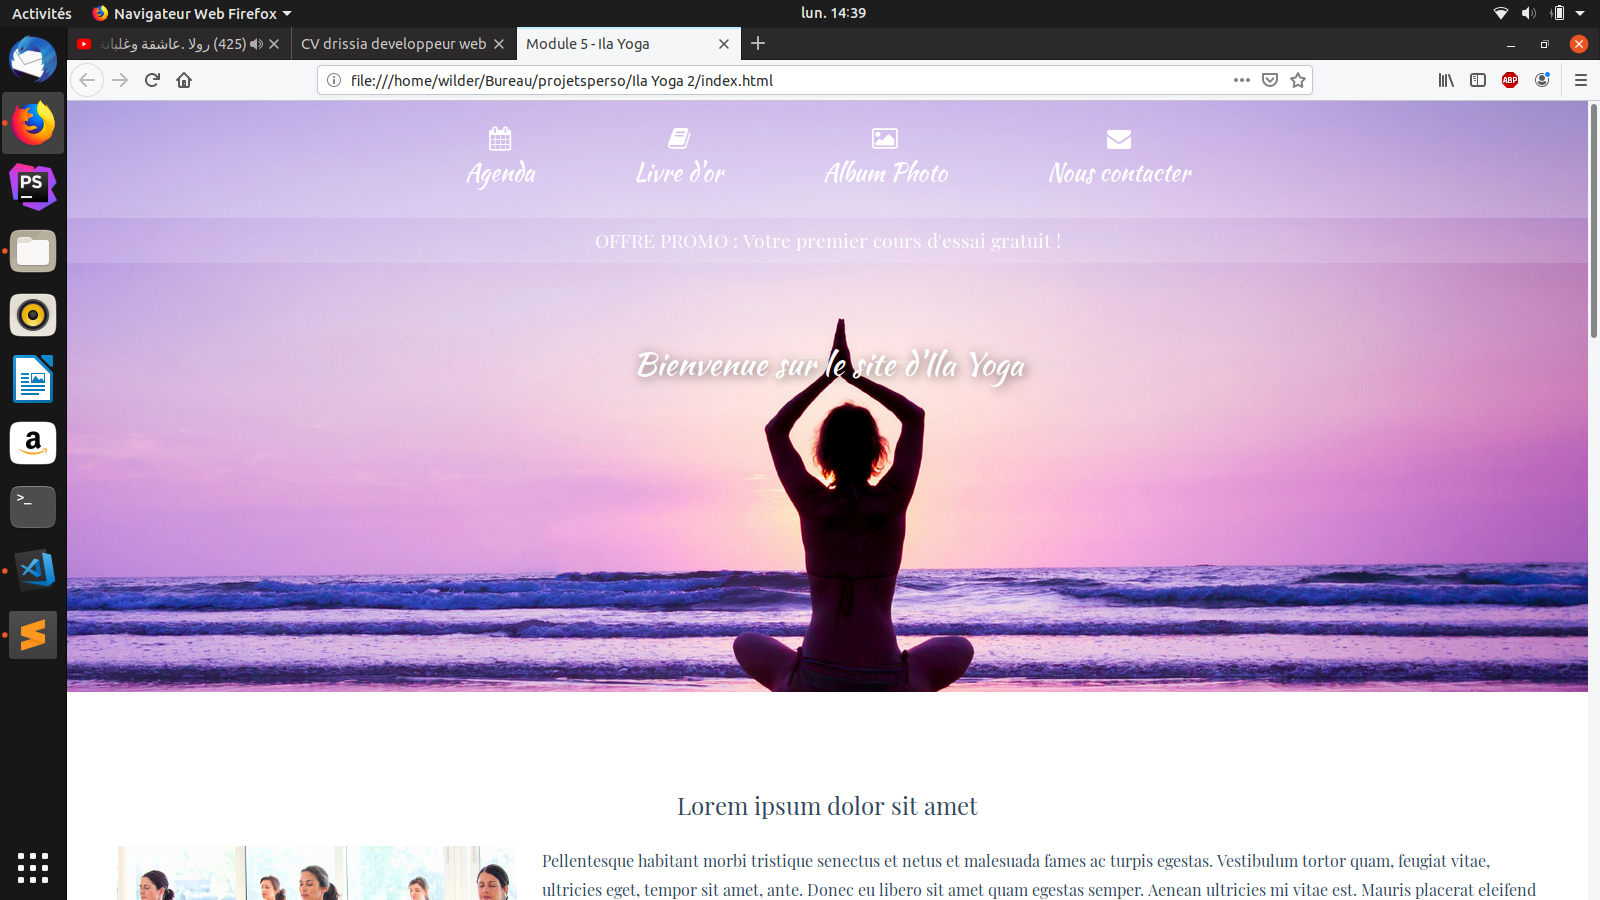 Activités Navigateur Web Firefox lun. 14:39
(425) رولا .عاشقة وغلبانة CV drissia developpeur web Module 5 - Ila Yoga
file:///home/wilder/Bureau/projetsperso/Ila Yoga 2/index.html ABP
PS
a
>_
Agenda Livre d'or Album Photo Nous contacter
OFFRE PROMO : Votre premier cours d'essai gratuit !
Bienvenue sur le site d'Ila Yoga
Lorem ipsum dolor sit amet
Pellentesque habitant morbi tristique senectus et netus et malesuada fames ac turpis egestas. Vestibulum tortor quam, feugiat vitae,
ultricies eget, tempor sit amet, ante. Donec eu libero sit amet quam egestas semper. Aenean ultricies mi vitae est. Mauris placerat eleifend